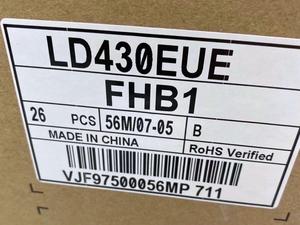 LD430EUE
FHB1
26 PCS 56M/07-05 B
MADE IN CHINA RoHS Verified
VJF97500056MP 711